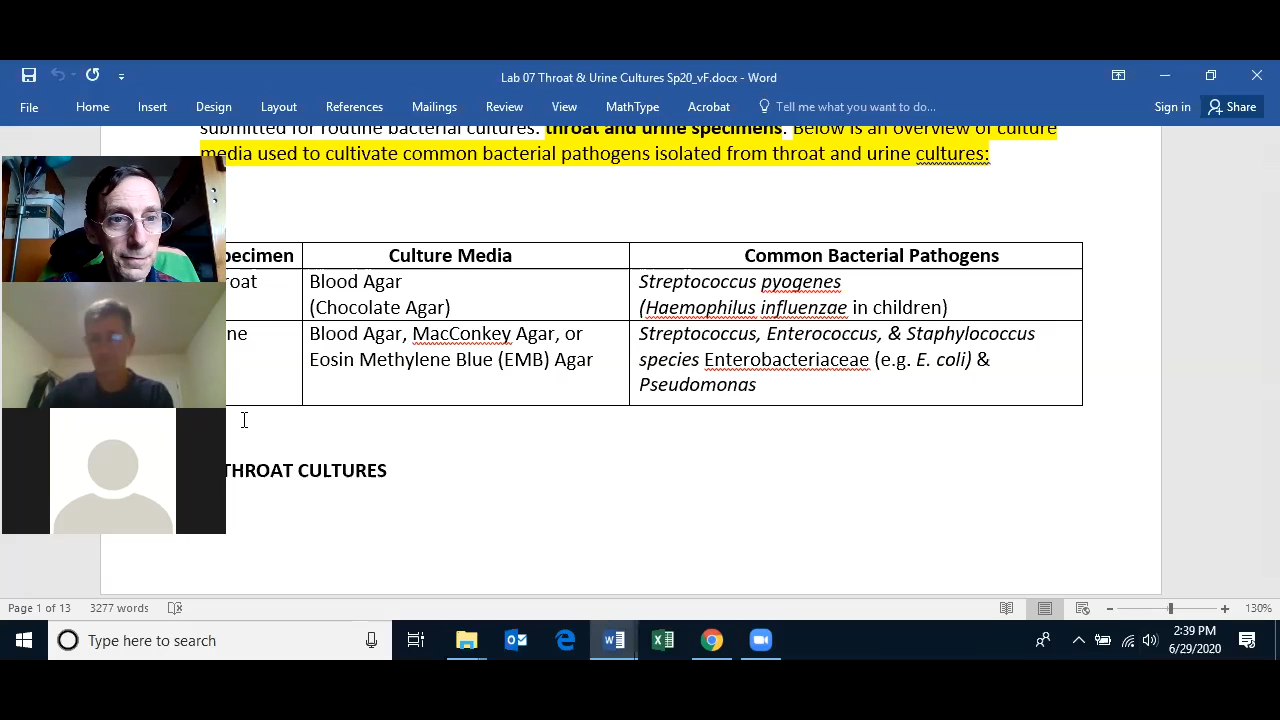 Lab 07 Throat & Urine Cultures Sp20_vF.docx - Word
File Home Insert Design Layout References Mailings Review View MathType Acrobat Tell me what you want to do... Sign in Share
submitted for routine bacterial cultures: throat and urine specimens. Below is an overview of culture
media used to cultivate common bacterial pathogens isolated from throat and urine cultures:
pecimen Culture Media Common Bacterial Pathogens
roat Blood Agar Streptococcus pyogenes
(Chocolate Agar) (Haemophilus influenzae in children)
ne Blood Agar, MacConkey Agar, or Streptococcus, Enterococcus, & Staphylococcus
Eosin Methylene Blue (EMB) Agar species Enterobacteriaceae (e.g. E. coli) &
Pseudomonas
THROAT CULTURES
Page 1 of 13 3277 words 130%
Type here to search 2:39 PM
6/29/2020